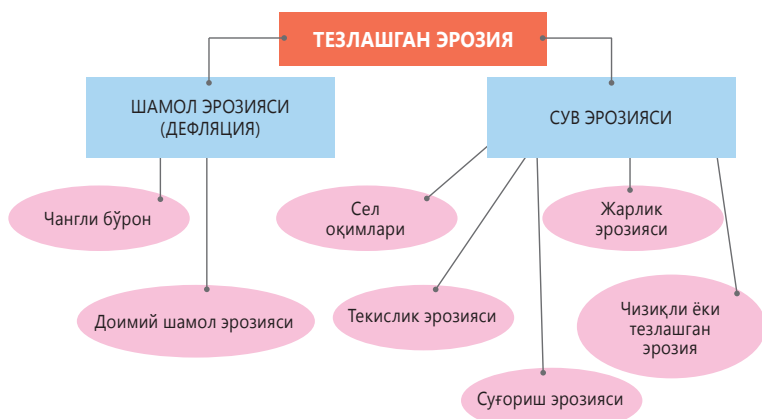 ТЕЗЛАШГАН ЭРОЗИЯ
ШАМОЛ ЭРОЗИЯСИ
(ДЕФЛЯЦИЯ)
СУВ ЭРОЗИЯСИ
Чангли бўрон
Сел
оқимлари
Жарлик
эрозияси
Доимий шамол эрозияси
Текислик эрозияси
Чизиқли ёки
тезлашган
эрозия
Суғориш эрозияси